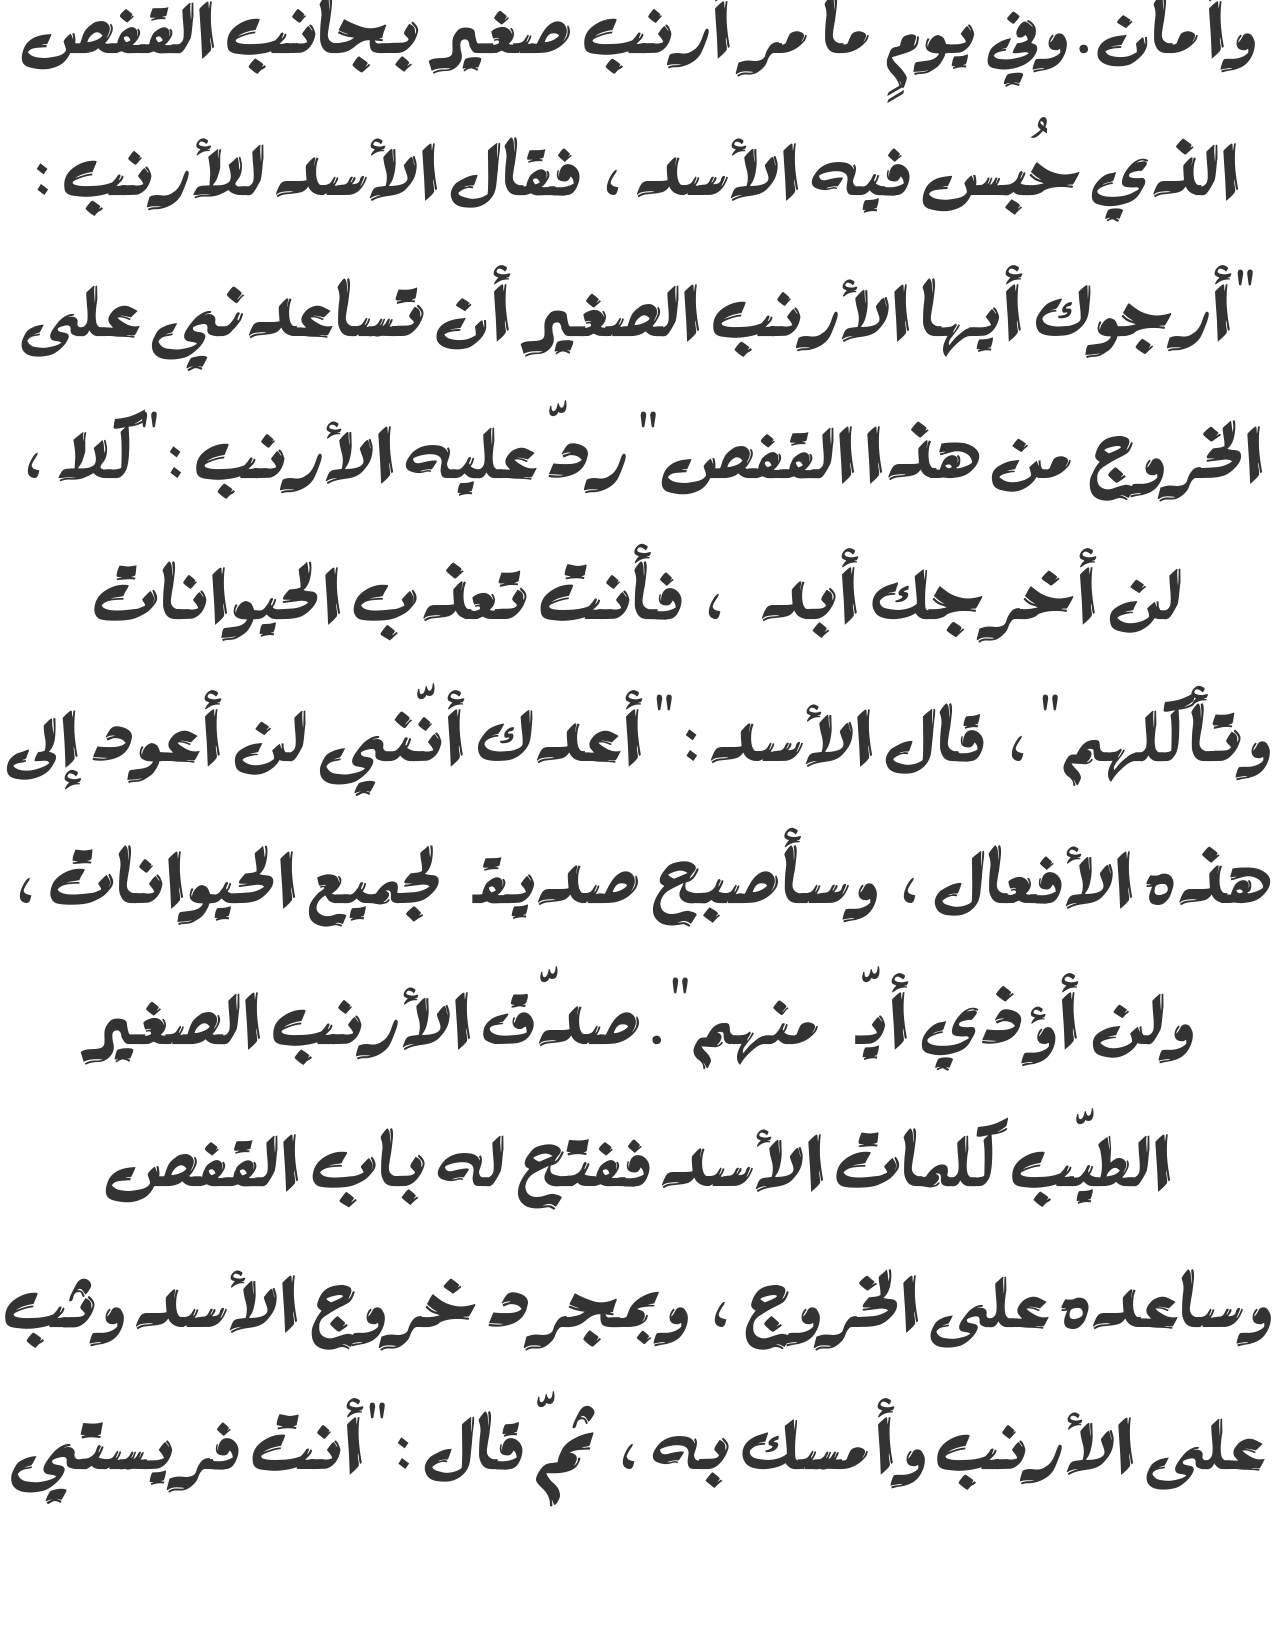 وأمان. وفي يومٍ ما مر أرنب صغير بجانب القفص
الذي حُبس فيه الأسد ، فقال الأسد للأرنب :
"أرجوك أيها الأرنب الصغير أن تساعدني على
الخروج من هذا القفص" ردّ عليه الأرنب : "كلا ،
لن أخرجك أبد ، فأنت تعذب الحيوانات
وتأكلهم" ، قال الأسد : "أعدك أنّني لن أعود إلى
هذه الأفعال ، وسأصبح صديقـ لجميع الحيوانات ،
ولن أؤذي أيّـ منهم". صدّق الأرنب الصغير
الطيّب كلمات الأسد ففتح له باب القفص
وساعده على الخروج ، وبمجرد خروج الأسد وثب
على الأرنب وأمسك به ، ثمّ قال : "أنت فريستي